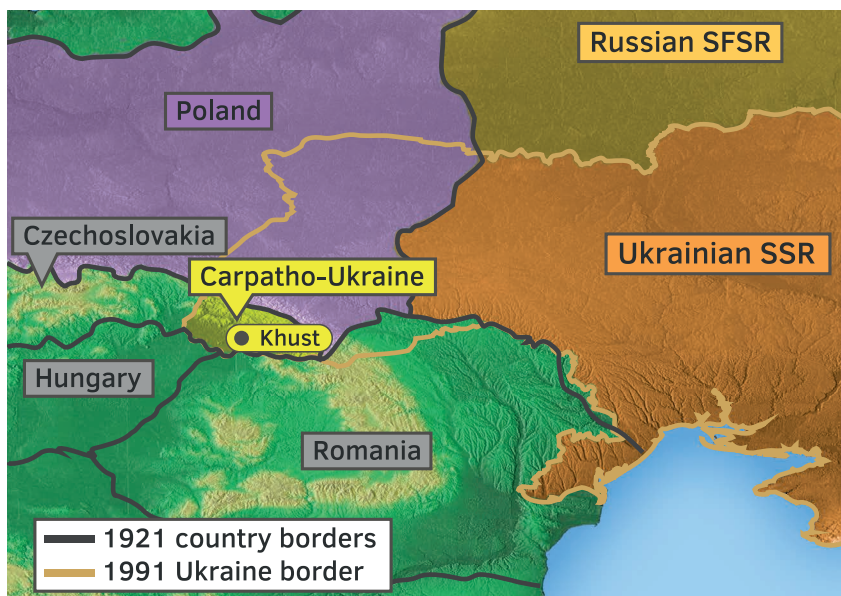 Russian SFSR
Poland
Czechoslovakia
Ukrainian SSR
Carpatho-Ukraine
Khust
Hungary
Romania
1921 country borders
1991 Ukraine border